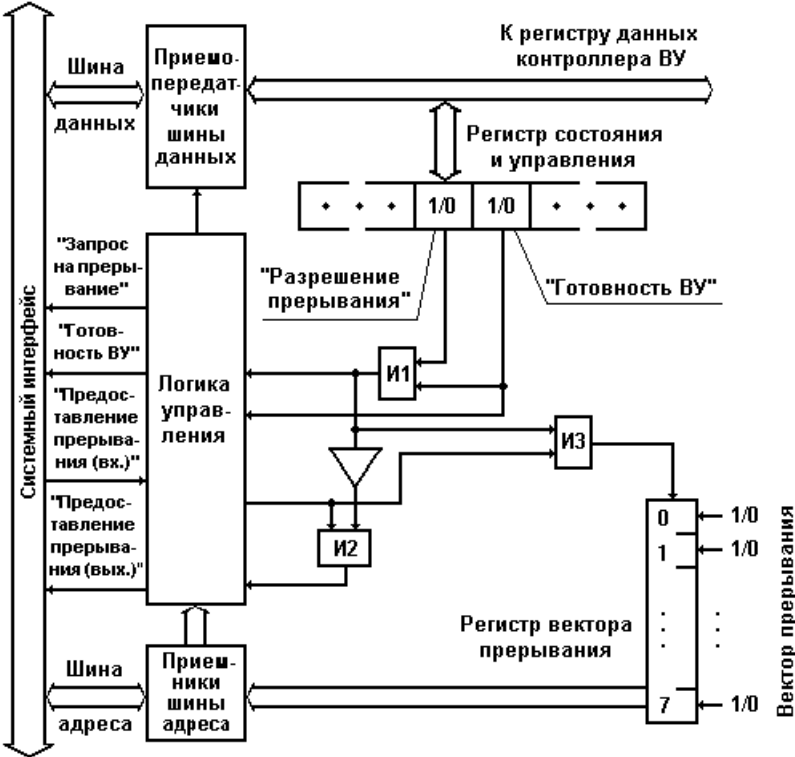 К регистру данных
контроллера ВУ
Шина
данных
Приемо-
передат-
чики
шины
данных
Регистр состояния
и управления
1/0 1/0
"Разрешение
прерывания"
"Готовность ВУ"
Системный интерфейс
"Запрос
на преры-
вание"
"Готов-
ность ВУ"
"Предос-
тавление
прерыва-
ния (вх.)"
"Предос-
тавление
прерыва-
ния (вых.)"
Логика
управ-
ления
И1
И3
И2
0 1/0
1 1/0
7 1/0
Регистр вектора
прерывания
Вектор прерывания
Шина
адреса
Прием-
ники
шины
адреса